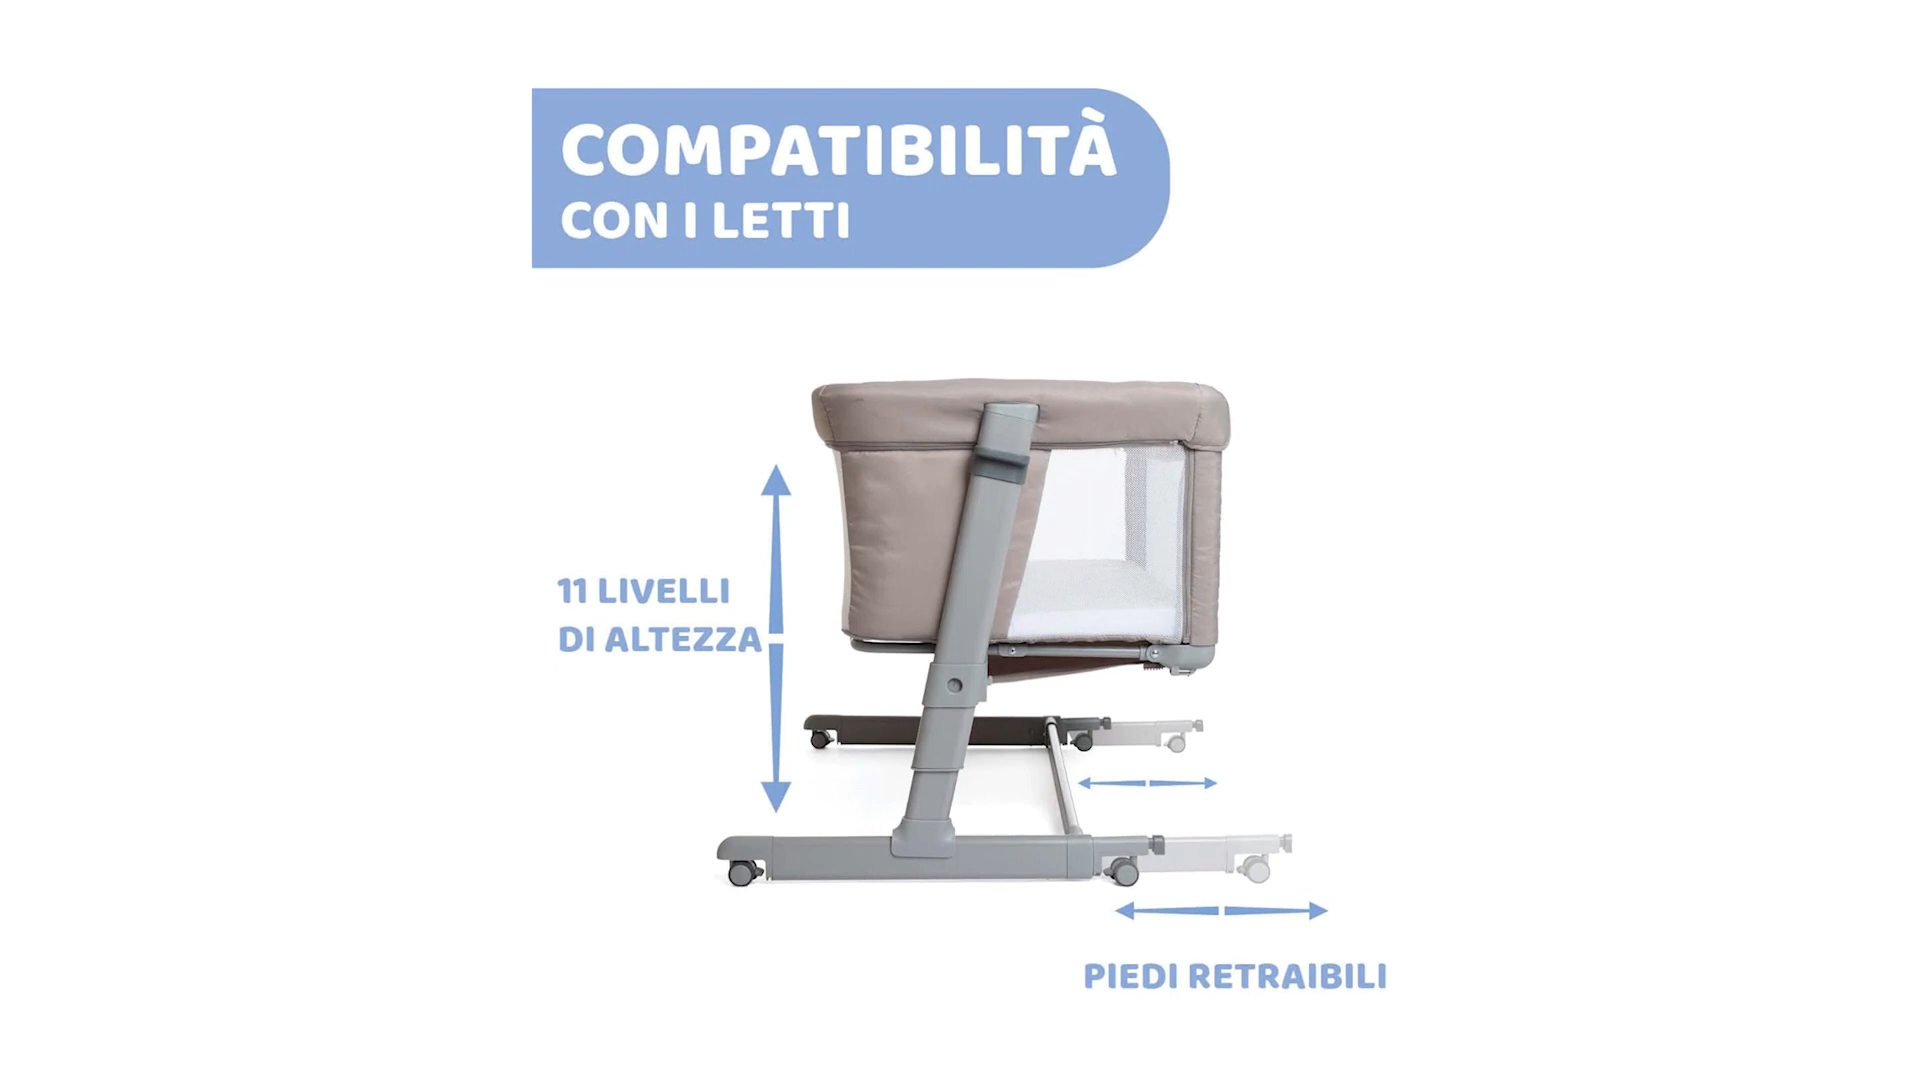 COMPATIBILITÀ
CON I LETTI
11 LIVELLI
DI ALTEZZA
PIEDI RETRAIBILI